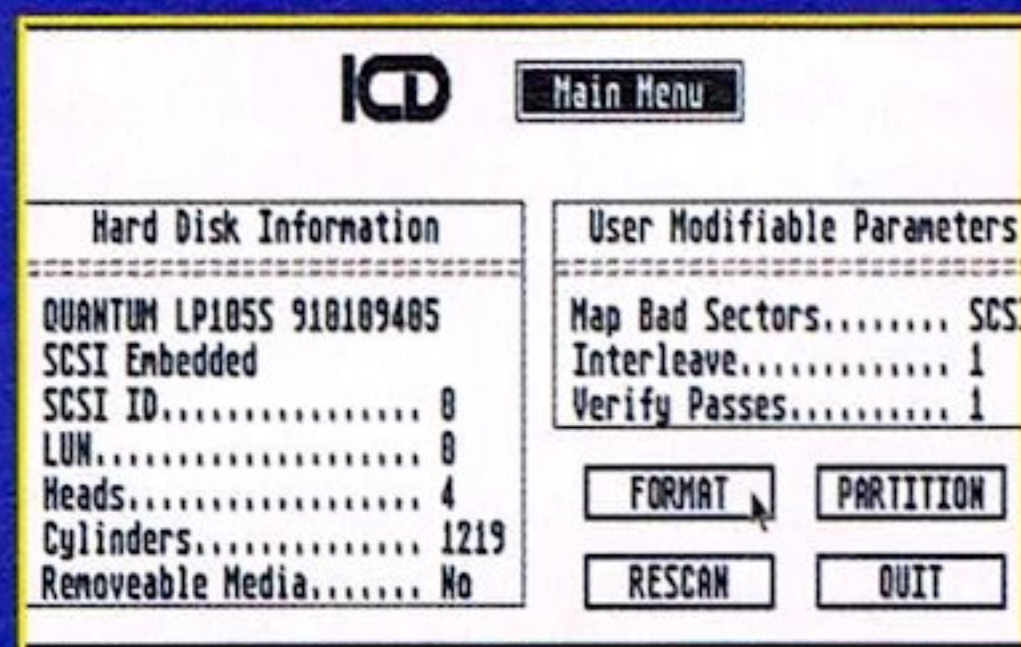 ICD Main Menu
Hard Disk Information
QUANTUM LP105S 910109405
SCSI Embedded
SCSI ID................ 0
LUN.................... 0
Heads.................. 4
Cylinders.............. 1219
Removeable Media....... No
User Modifiable Parameters
Map Bad Sectors........ SCSI
Interleave............. 1
Verify Passes.......... 1
FORMAT PARTITION
RESCAN QUIT